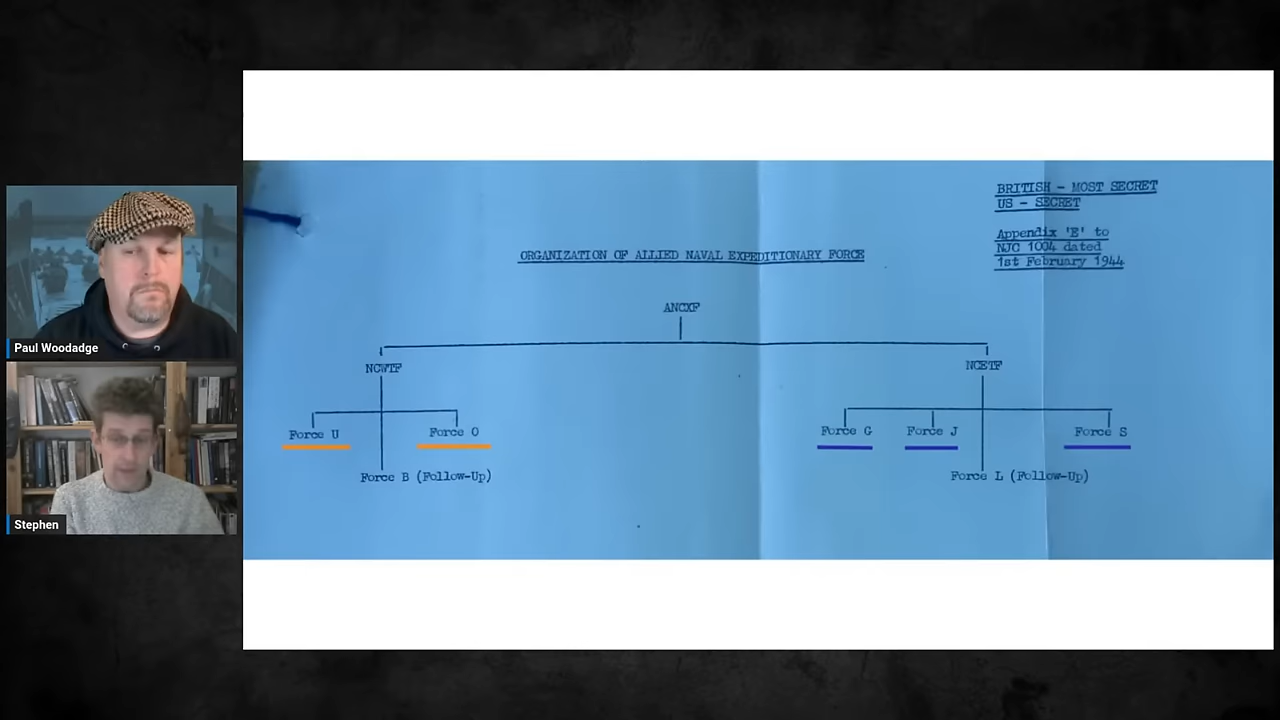 BRITISH - MOST SECRET
US - SECRET
Appendix 'E' to
NJC 1004 dated
1st February 1944
ORGANIZATION OF ALLIED NAVAL EXPEDITIONARY FORCE
ANCXF
NCWTF
NCETF
Force U
Force O
Force G
Force J
Force S
Force B (Follow-Up)
Force L (Follow-Up)
Paul Woodadge
Stephen